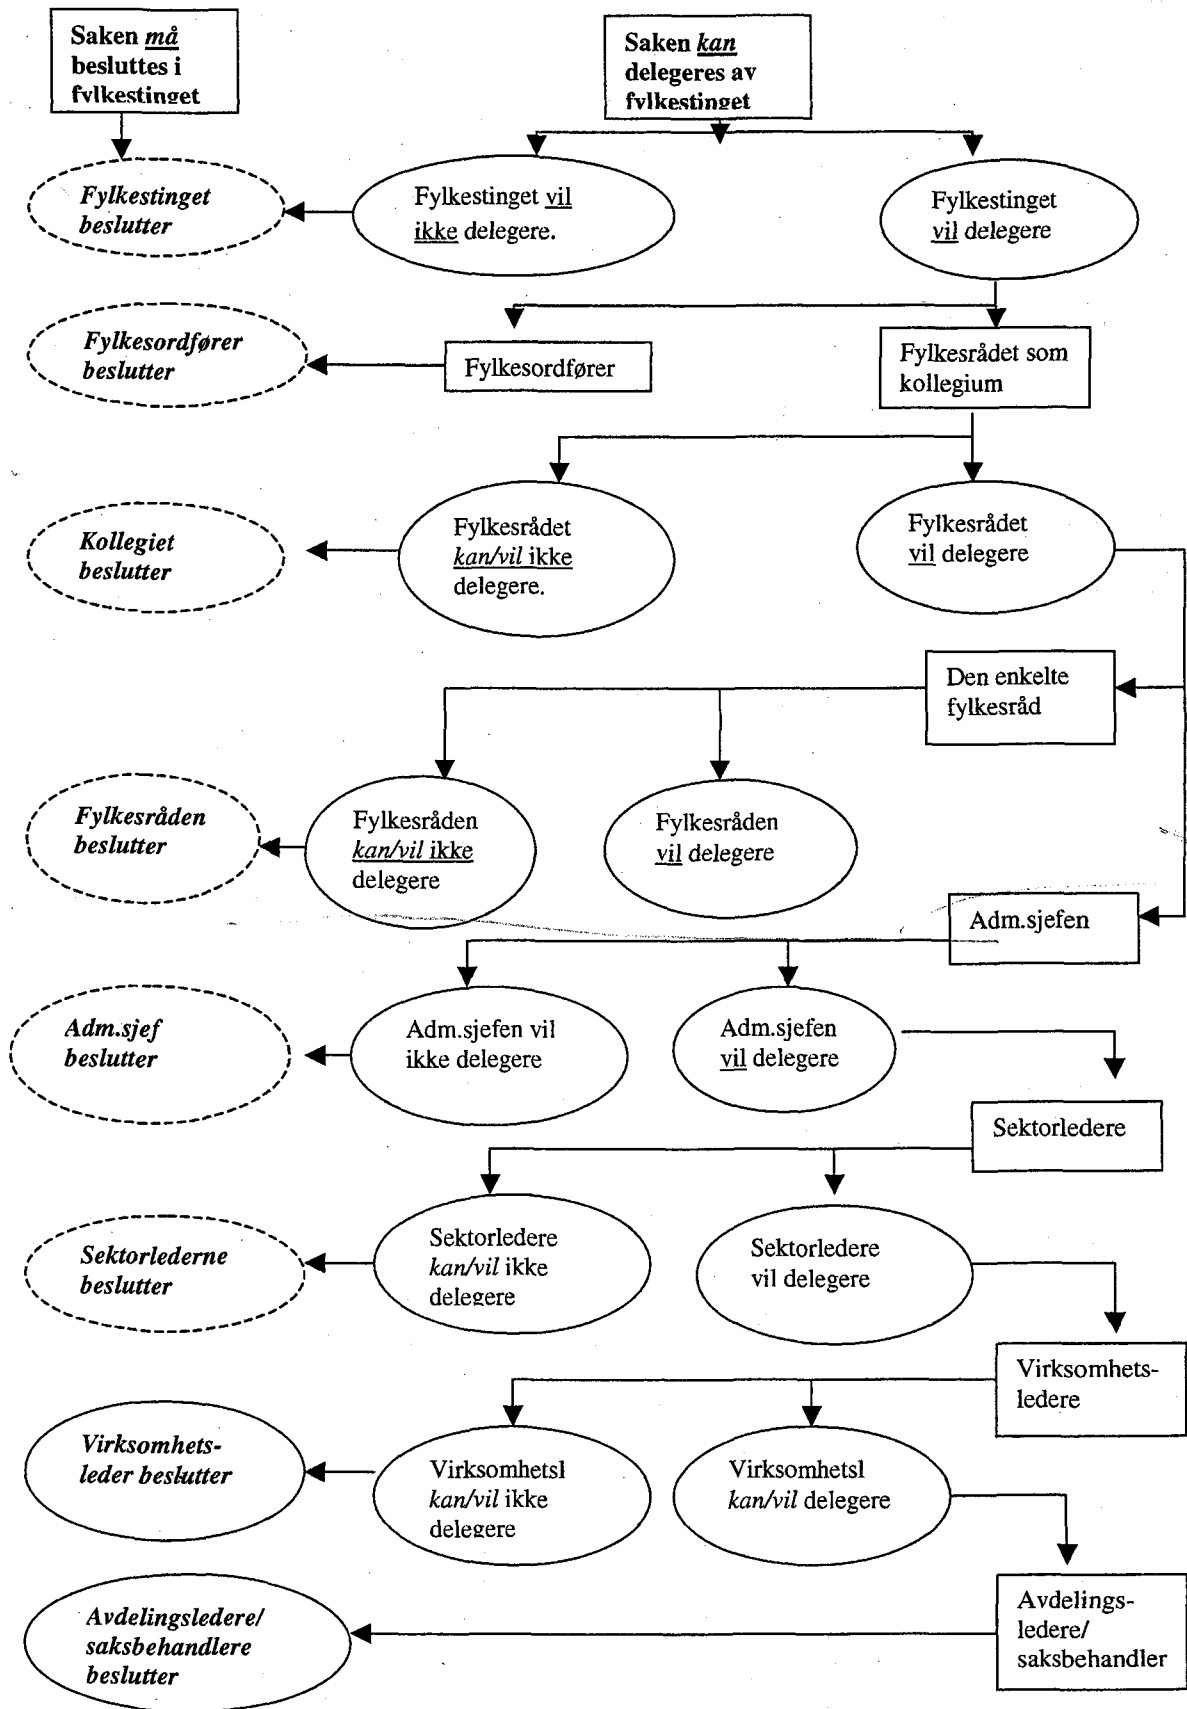 Saken må
besluttes i
fylkestinget
Saken kan
delegeres av
fylkestinget
Fylkestinget
beslutter
Fylkestinget vil
ikke delegere.
Fylkestinget
vil delegere
Fylkesordfører
beslutter
Fylkesordfører
Fylkesrådet som
kollegium
Kollegiet
beslutter
Fylkesrådet
kan/vil ikke
delegere.
Fylkesrådet
vil delegere
Den enkelte
fylkesråd
Fylkesråden
beslutter
Fylkesråden
kan/vil ikke
delegere
Fylkesråden
vil delegere
Adm.sjefen
Adm.sjef
beslutter
Adm.sjefen vil
ikke delegere
Adm.sjefen
vil delegere
Sektorledere
Sektorlederne
beslutter
Sektorledere
kan/vil ikke
delegere
Sektorledere
vil delegere
Virksomhets-
ledere
Virksomhets-
leder beslutter
Virksomhetsl
kan/vil ikke
delegere
Virksomhetsl
kan/vil delegere
Avdelingsledere/
saksbehandlere
beslutter
Avdelings-
ledere/
saksbehandler